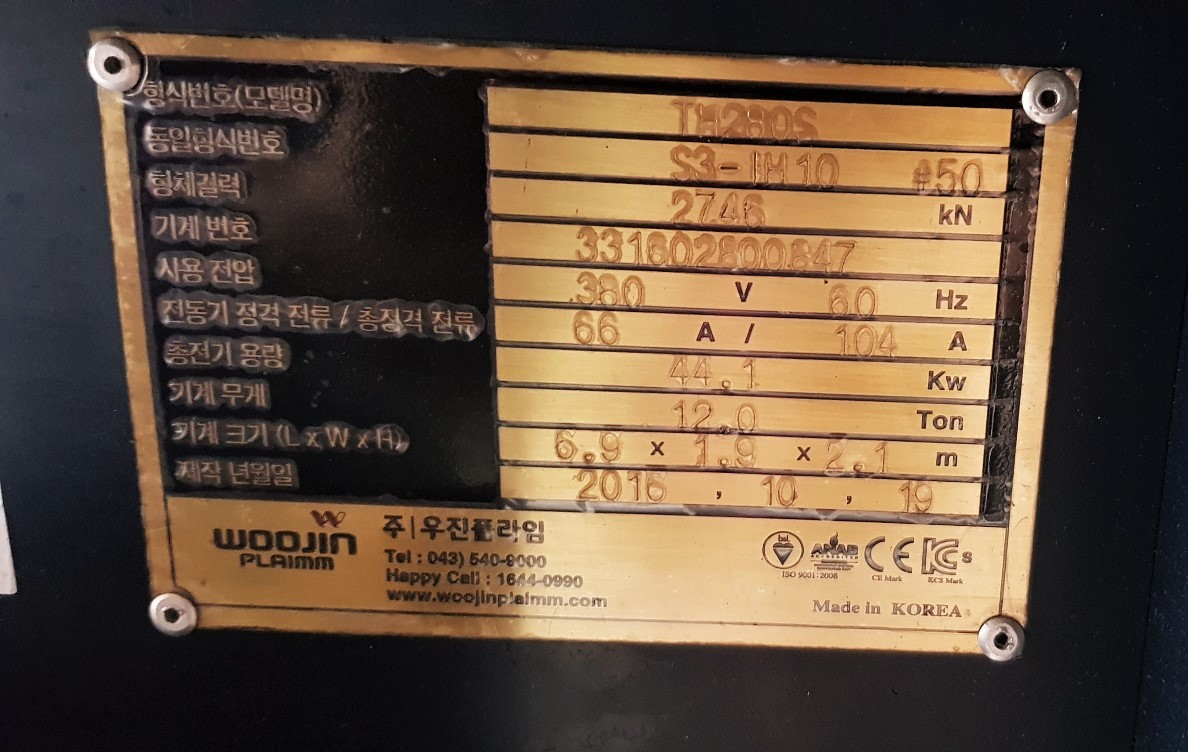 형식번호(모델명) TH280S
동일형식번호 S3-IH10 #50
형체결력 2746 kN
기계 번호 331602800847
사용 전압 380 V 60 Hz
전동기 정격 전류 / 총정격 전류 66 A / 104 A
총전기 용량 44.1 Kw
기계 무게 12.0 Ton
기계 크기 (L x W x H) 6.9 x 1.9 x 2.1 m
제작 년월일 2016 , 10 , 19
WOOJIN PLAIMM
주|우진플라임
Tel : 043) 540-9000
Happy Call : 1644-0990
www.woojinplaimm.com
bsi ANAB ACCREDITED CE KCs
ISO 9001:2008 CE Mark KCS Mark
Made in KOREA